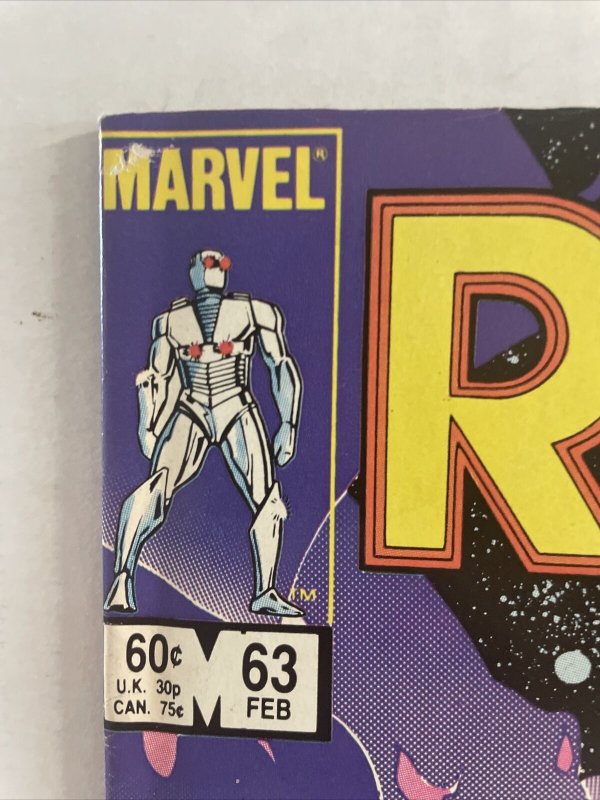 MARVEL®
R
TM
60¢ M 63
U.K. 30p FEB
CAN. 75¢